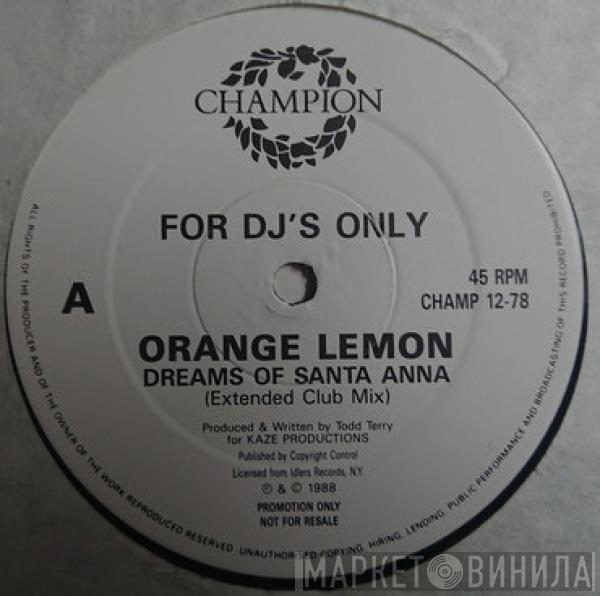 CHAMPION
FOR DJ'S ONLY
A
45 RPM
CHAMP 12-78
ORANGE LEMON
DREAMS OF SANTA ANNA
(Extended Club Mix)
Produced & Written by Todd Terry
for KAZE PRODUCTIONS
Published by Copyright Control
Licensed from Idlers Records, N.Y.
℗ & © 1988
PROMOTION ONLY
NOT FOR RESALE
ALL RIGHTS OF THE PRODUCER AND OF THE OWNER OF THE WORK REPRODUCED RESERVED. UNAUTHORISED COPYING, HIRING, LENDING, PUBLIC PERFORMANCE AND BROADCASTING OF THIS RECORD PROHIBITED
МАРКЕТ ВИНИЛА